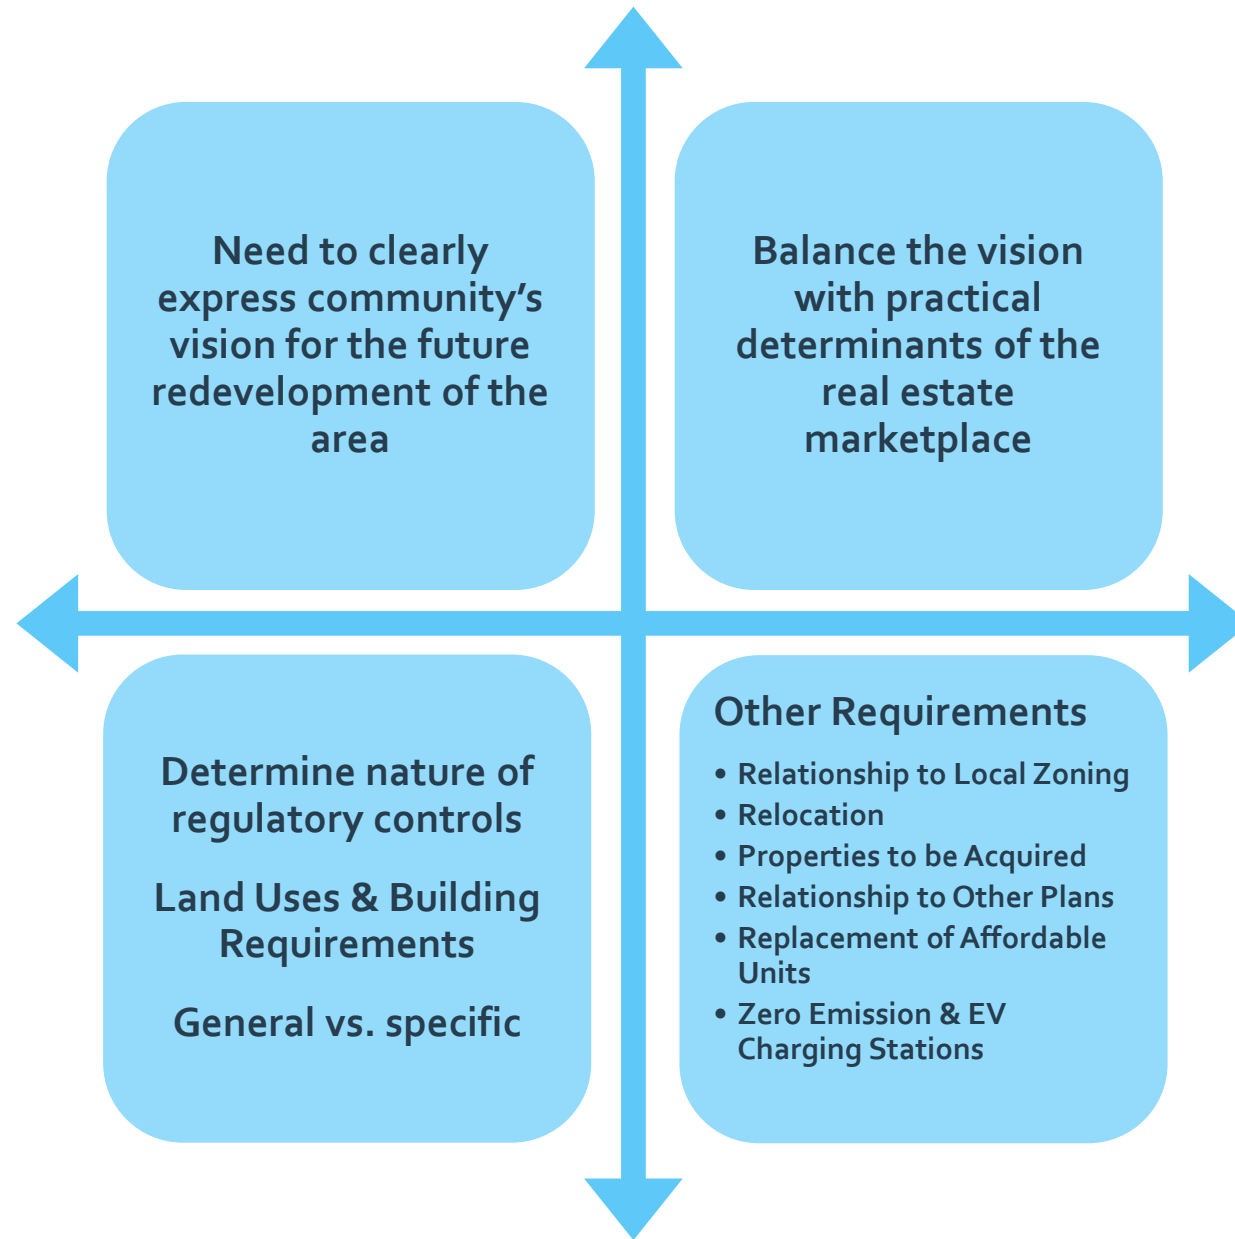 Need to clearly
express community’s
vision for the future
redevelopment of the
area
Balance the vision
with practical
determinants of the
real estate
marketplace
Determine nature of
regulatory controls
Land Uses & Building
Requirements
General vs. specific
Other Requirements
• Relationship to Local Zoning
• Relocation
• Properties to be Acquired
• Relationship to Other Plans
• Replacement of Affordable
Units
• Zero Emission & EV
Charging Stations